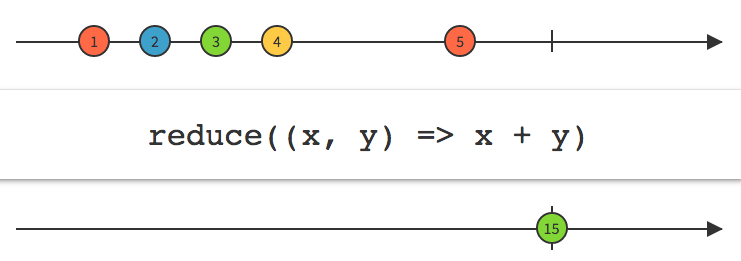 1 2 3 4 5
reduce((x, y) => x + y)
15